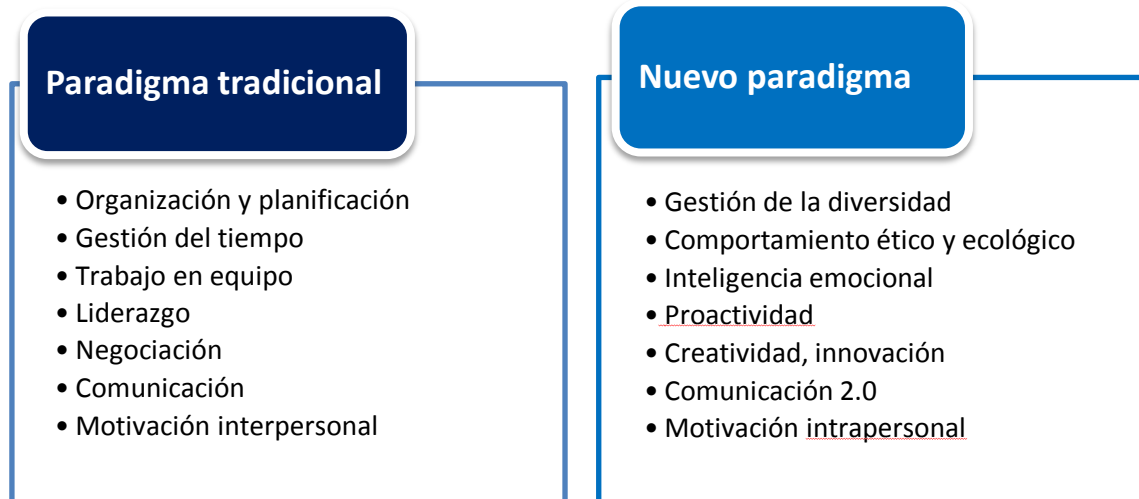 Paradigma tradicional
• Organización y planificación
• Gestión del tiempo
• Trabajo en equipo
• Liderazgo
• Negociación
• Comunicación
• Motivación interpersonal
Nuevo paradigma
• Gestión de la diversidad
• Comportamiento ético y ecológico
• Inteligencia emocional
• Proactividad
• Creatividad, innovación
• Comunicación 2.0
• Motivación intrapersonal